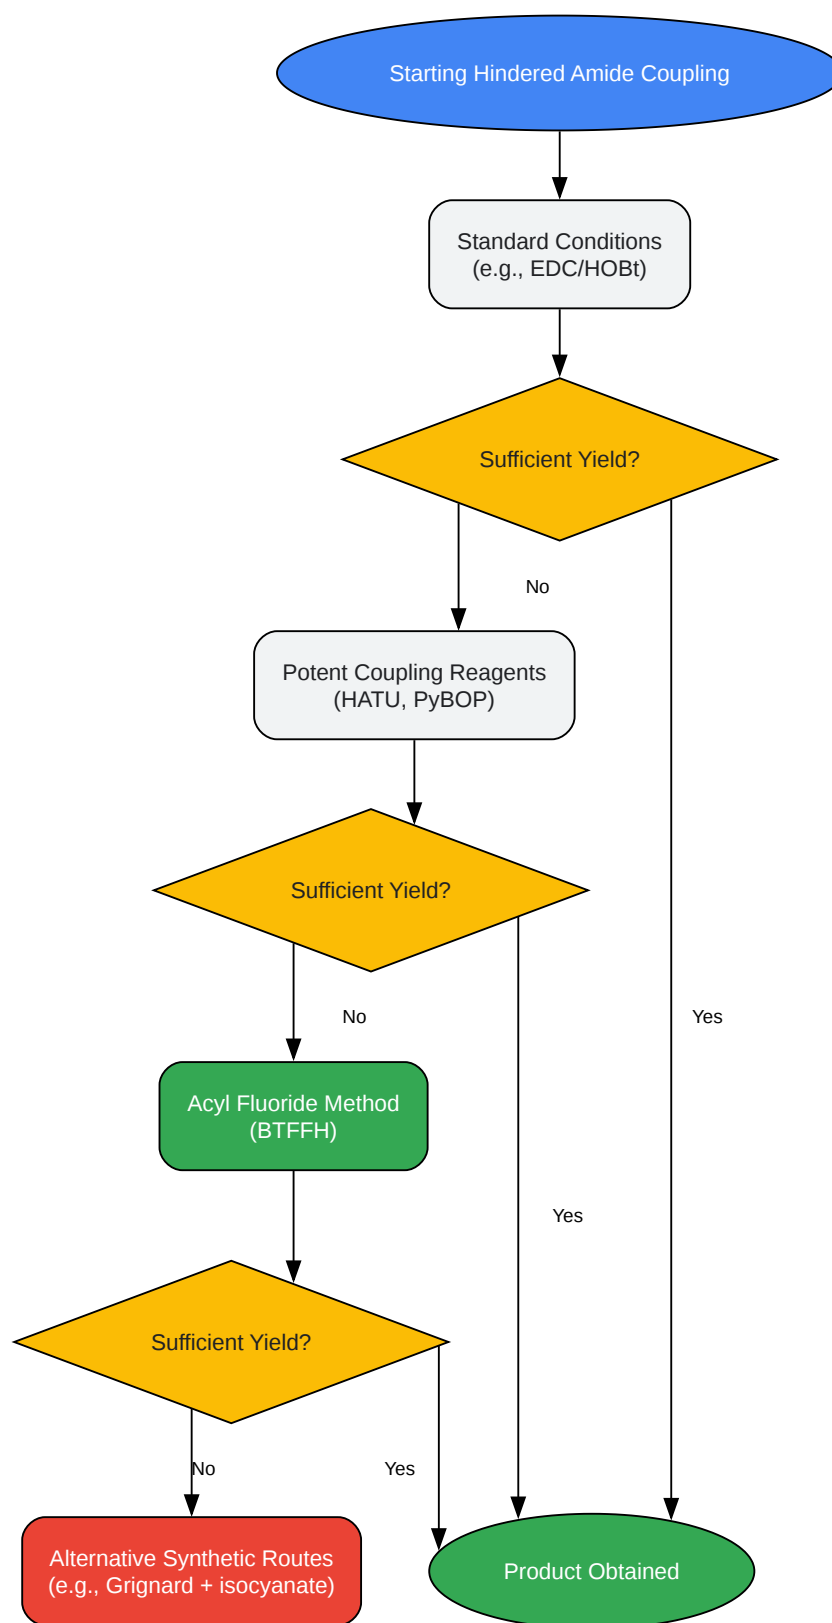 Starting Hindered Amide Coupling
Standard Conditions
(e.g., EDC/HOBt)
Sufficient Yield?
No
Potent Coupling Reagents
(HATU, PyBOP)
Sufficient Yield?
No
Yes
Acyl Fluoride Method
(BTFFH)
Yes
Sufficient Yield?
No
Yes
Alternative Synthetic Routes
(e.g., Grignard + isocyanate)
Product Obtained